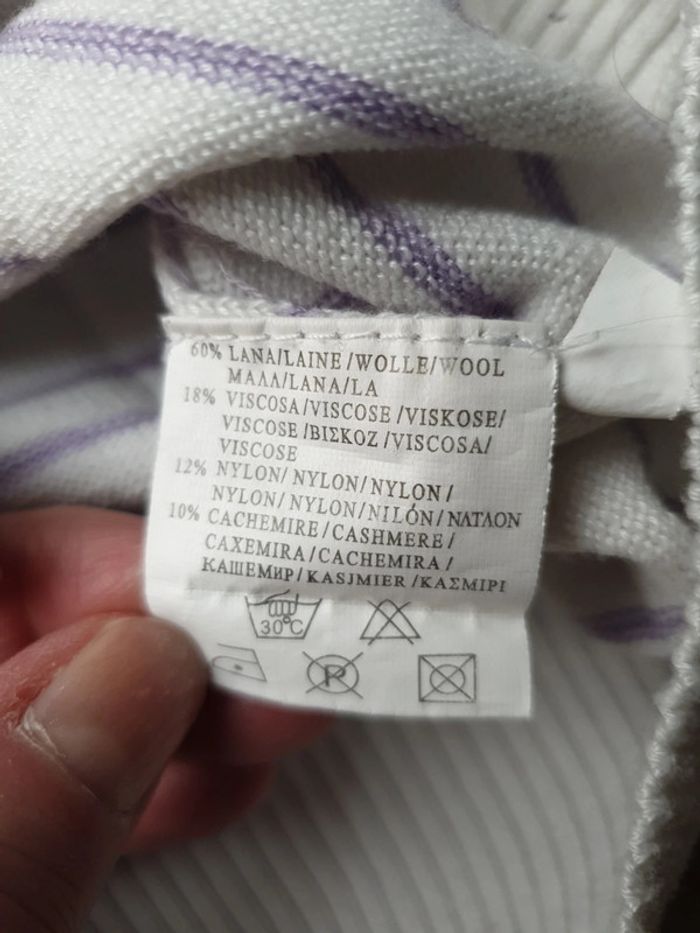 60% LANA/LAINE/WOLLE/WOOL
ΜΑΛΛ/LANA/LA
18% VISCOSA/VISCOSE/VISKOSE/
VISCOSE/ΒΙΣΚΟΖ/VISCOSA/
VISCOSE
12% NYLON/ NYLON/NYLON/
NYLON/NYLON/NILÓN/ΝΑΤΛΟΝ
10% CACHEMIRE/CASHMERE/
CAXEMIRA/CACHEMIRA/
КАШЕМИР/KASJMIER/ΚΑΣΜΙΡΙ
30°C
P